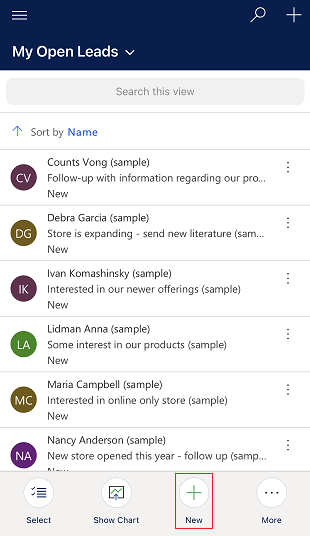 My Open Leads
Search this view
Sort by Name
CV
Counts Vong (sample)
Follow-up with information regarding our pro...
New
DG
Debra Garcia (sample)
Store is expanding - send new literature (sam...
New
IK
Ivan Komashinsky (sample)
Interested in our newer offerings (sample)
New
LA
Lidman Anna (sample)
Some interest in our products (sample)
New
MC
Maria Campbell (sample)
Interested in online only store (sample)
New
NA
Nancy Anderson (sample)
New store opened this year - follow up (sam...
New
Select Show Chart New More